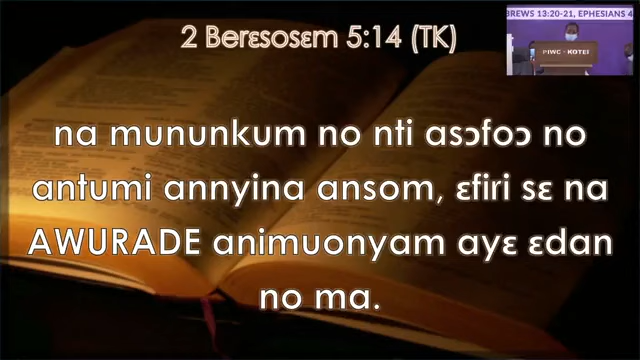 2 Berɛsosɛm 5:14 (TK)
BREWS 13:20-21, EPHESIANS 4
PIWC - KOTEI
na mununkum no nti asɔfoɔ no
antumi annyina ansom, ɛfiri sɛ na
AWURADE animuonyam ayɛ ɛdan
no ma.